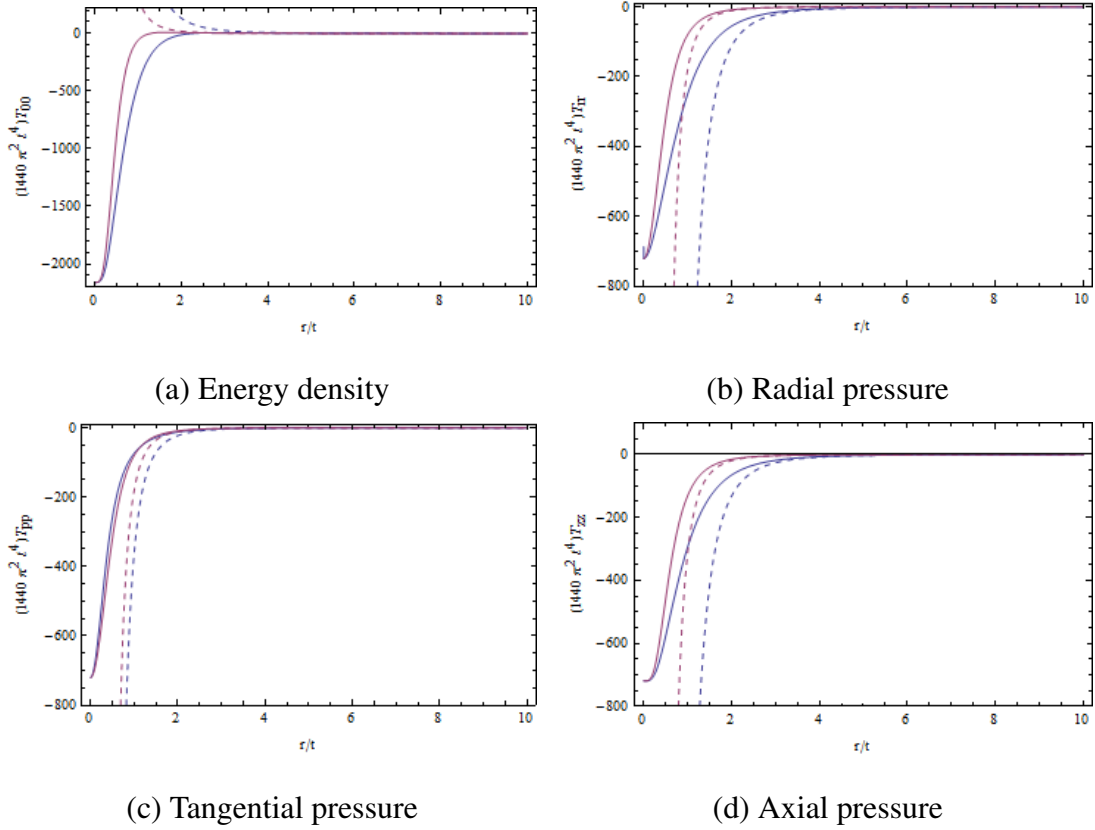 0
−500
−1000
−1500
−2000
(1440 π² t⁴)T₀₀
0 2 4 6 8 10
r/t
(a) Energy density
0
−200
−400
−600
−800
(1440 π² t⁴)Tᵣᵣ
0 2 4 6 8 10
r/t
(b) Radial pressure
0
−200
−400
−600
−800
(1440 π² t⁴)Tpp
0 2 4 6 8 10
r/t
(c) Tangential pressure
0
−200
−400
−600
−800
(1440 π² t⁴)Tzz
0 2 4 6 8 10
r/t
(d) Axial pressure